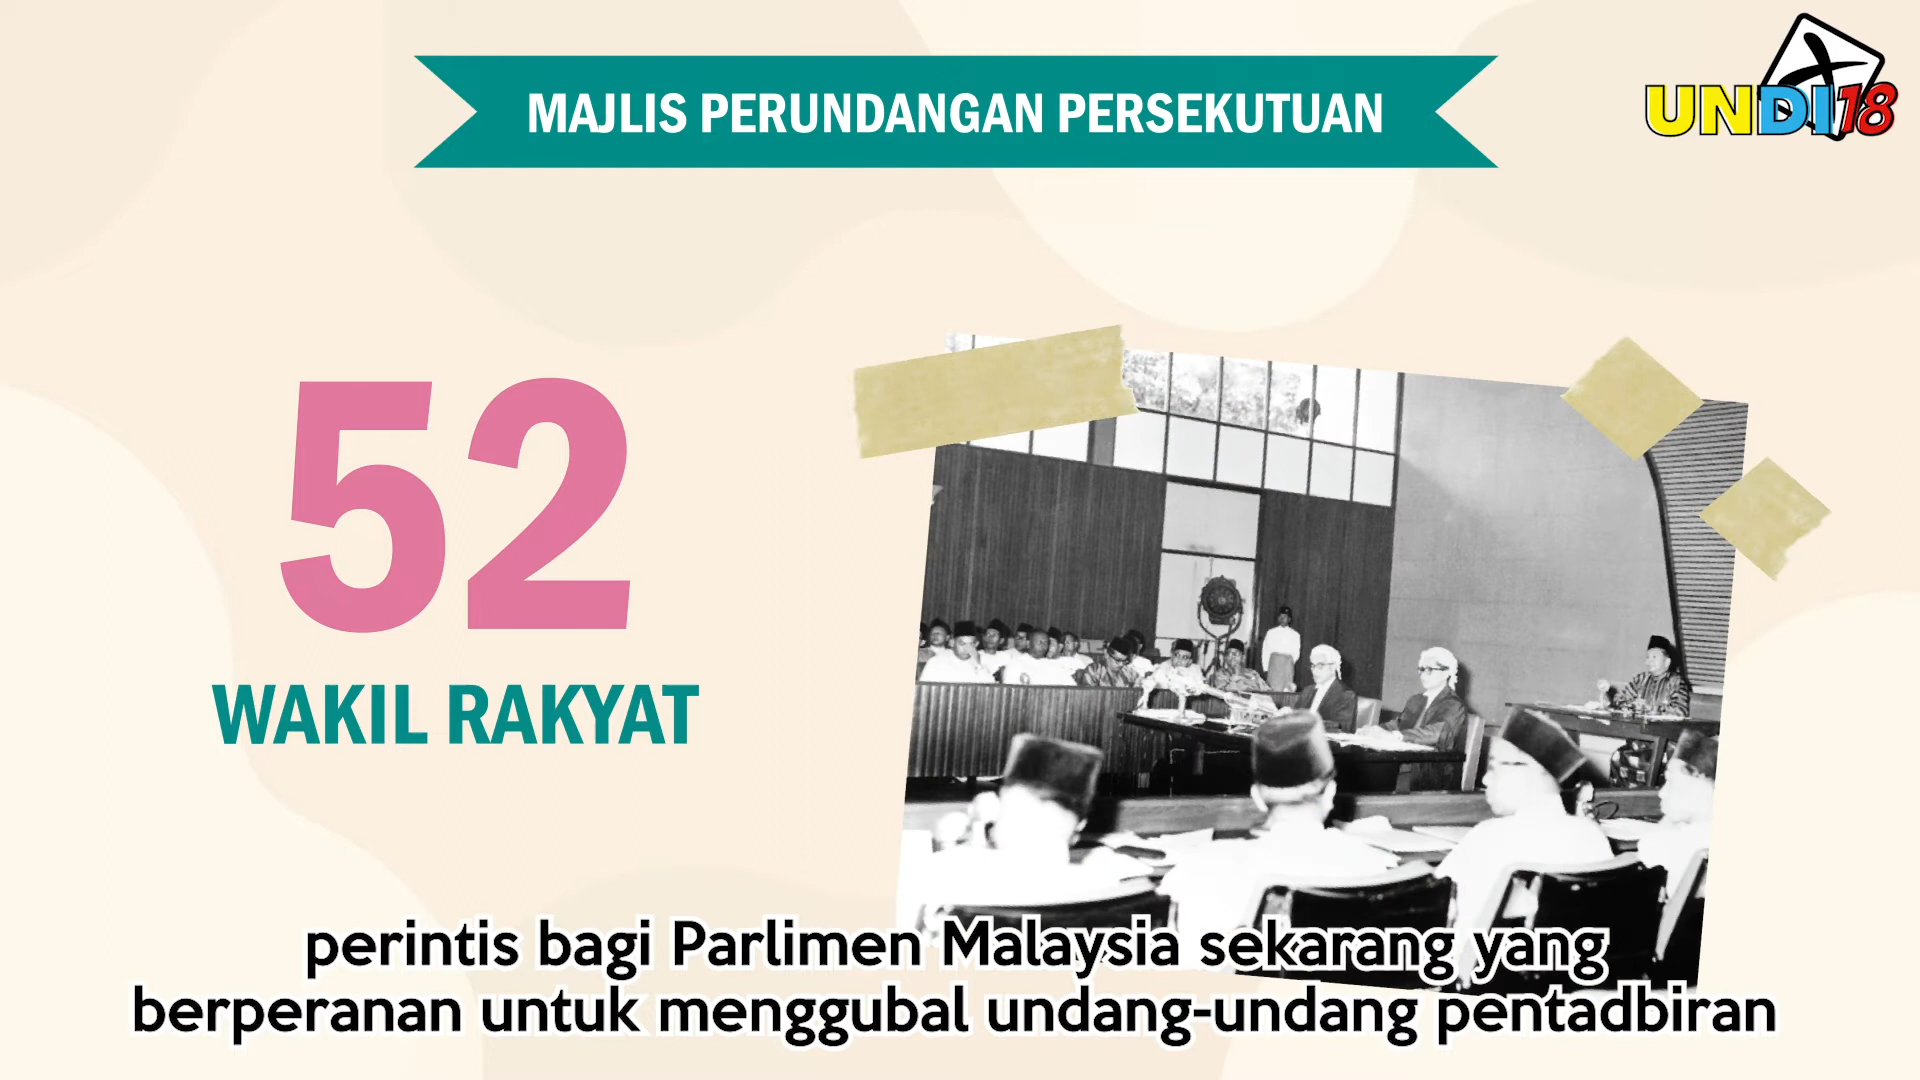 MAJLIS PERUNDANGAN PERSEKUTUAN
UNDI18
52
WAKIL RAKYAT
perintis bagi Parlimen Malaysia sekarang yang
berperanan untuk menggubal undang-undang pentadbiran